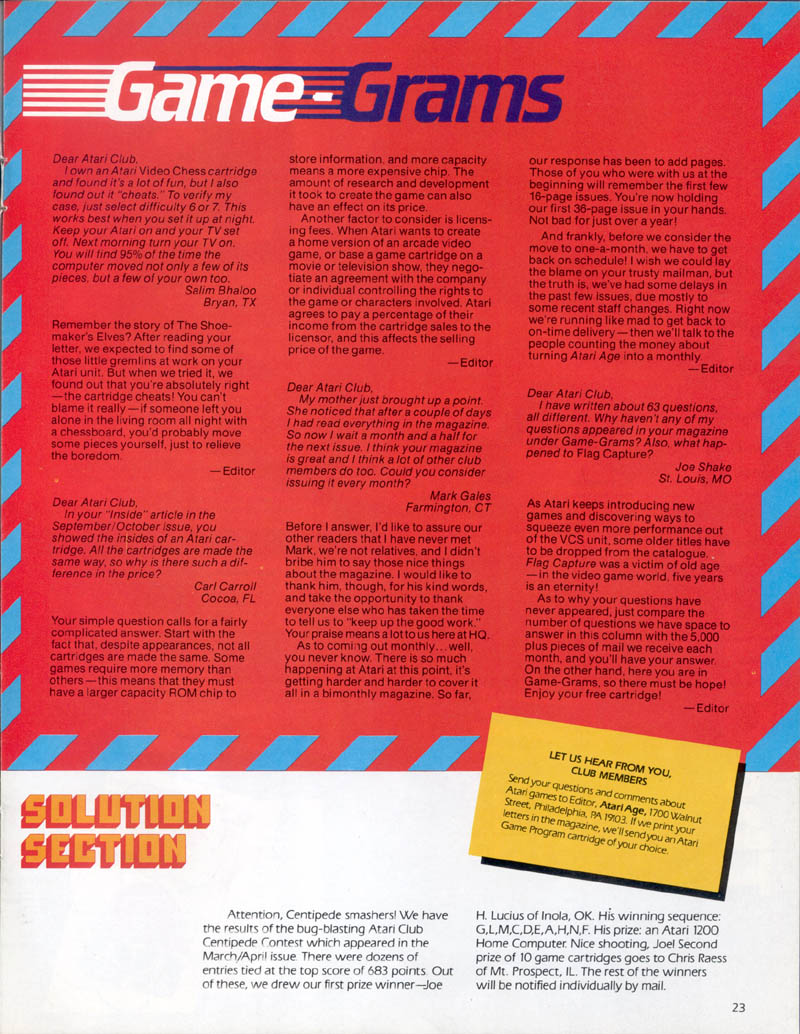 Game-Grams
Dear Atari Club,
I own an Atari Video Chess cartridge
and found it's a lot of fun, but I also
found out it "cheats." To verify my
case, just select difficulty 6 or 7. This
works best when you set it up at night.
Keep your Atari on and your TV set
off. Next morning turn your TV on.
You will find 95% of the time the
computer moved not only a few of its
pieces, but a few of your own too.
Salim Bhaloo
Bryan, TX
Remember the story of The Shoe-
maker's Elves? After reading your
letter, we expected to find some of
those little gremlins at work on your
Atari unit. But when we tried it, we
found out that you're absolutely right
—the cartridge cheats! You can't
blame it really—if someone left you
alone in the living room all night with
a chessboard, you'd probably move
some pieces yourself, just to relieve
the boredom.
—Editor
Dear Atari Club,
In your "Inside" article in the
September/October issue, you
showed the insides of an Atari car-
tridge. All the cartridges are made the
same way, so why is there such a dif-
ference in the price?
Carl Carroll
Cocoa, FL
Your simple question calls for a fairly
complicated answer. Start with the
fact that, despite appearances, not all
cartridges are made the same. Some
games require more memory than
others—this means that they must
have a larger capacity ROM chip to
store information, and more capacity
means a more expensive chip. The
amount of research and development
it took to create the game can also
have an effect on its price.
Another factor to consider is licens-
ing fees. When Atari wants to create
a home version of an arcade video
game, or base a game cartridge on a
movie or television show, they nego-
tiate an agreement with the company
or individual controlling the rights to
the game or characters involved. Atari
agrees to pay a percentage of their
income from the cartridge sales to the
licensor, and this affects the selling
price of the game.
—Editor
Dear Atari Club,
My mother just brought up a point.
She noticed that after a couple of days
I had read everything in the magazine.
So now I wait a month and a half for
the next issue. I think your magazine
is great and I think a lot of other club
members do too. Could you consider
issuing it every month?
Mark Gales
Farmington, CT
Before I answer, I'd like to assure our
other readers that I have never met
Mark, we're not relatives, and I didn't
bribe him to say those nice things
about the magazine. I would like to
thank him, though, for his kind words,
and take the opportunity to thank
everyone else who has taken the time
to tell us to "keep up the good work."
Your praise means a lot to us here at HQ.
As to coming out monthly...well,
you never know. There is so much
happening at Atari at this point, it's
getting harder and harder to cover it
all in a bimonthly magazine. So far,
our response has been to add pages.
Those of you who were with us at the
beginning will remember the first few
16-page issues. You're now holding
our first 36-page issue in your hands.
Not bad for just over a year!
And frankly, before we consider the
move to one-a-month, we have to get
back on schedule! I wish we could lay
the blame on your trusty mailman, but
the truth is, we've had some delays in
the past few issues, due mostly to
some recent staff changes. Right now
we're running like mad to get back to
on-time delivery—then we'll talk to the
people counting the money about
turning Atari Age into a monthly.
—Editor
Dear Atari Club,
I have written about 63 questions,
all different. Why haven't any of my
questions appeared in your magazine
under Game-Grams? Also, what hap-
pened to Flag Capture?
Joe Shake
St. Louis, MO
As Atari keeps introducing new
games and discovering ways to
squeeze even more performance out
of the VCS unit, some older titles have
to be dropped from the catalogue.
Flag Capture was a victim of old age
—in the video game world, five years
is an eternity!
As to why your questions have
never appeared, just compare the
number of questions we have space to
answer in this column with the 5,000
plus pieces of mail we receive each
month, and you'll have your answer.
On the other hand, here you are in
Game-Grams, so there must be hope!
Enjoy your free cartridge!
—Editor
LET US HEAR FROM YOU,
CLUB MEMBERS
Send your questions and comments about
Atari games to Editor, Atari Age, 1700 Walnut
Street, Philadelphia, PA 19103. If we print your
letters in the magazine, we'll send you an Atari
Game Program cartridge of your choice.
SOLUTION
SECTION
Attention, Centipede smashers! We have
the results of the bug-blasting Atari Club
Centipede Contest which appeared in the
March/April issue. There were dozens of
entries tied at the top score of 683 points. Out
of these, we drew our first prize winner—Joe
H. Lucius of Inola, OK. His winning sequence:
G,L,M,C,D,E,A,H,N,F. His prize: an Atari 1200
Home Computer. Nice shooting, Joe! Second
prize of 10 game cartridges goes to Chris Raess
of Mt. Prospect, IL. The rest of the winners
will be notified individually by mail.
23